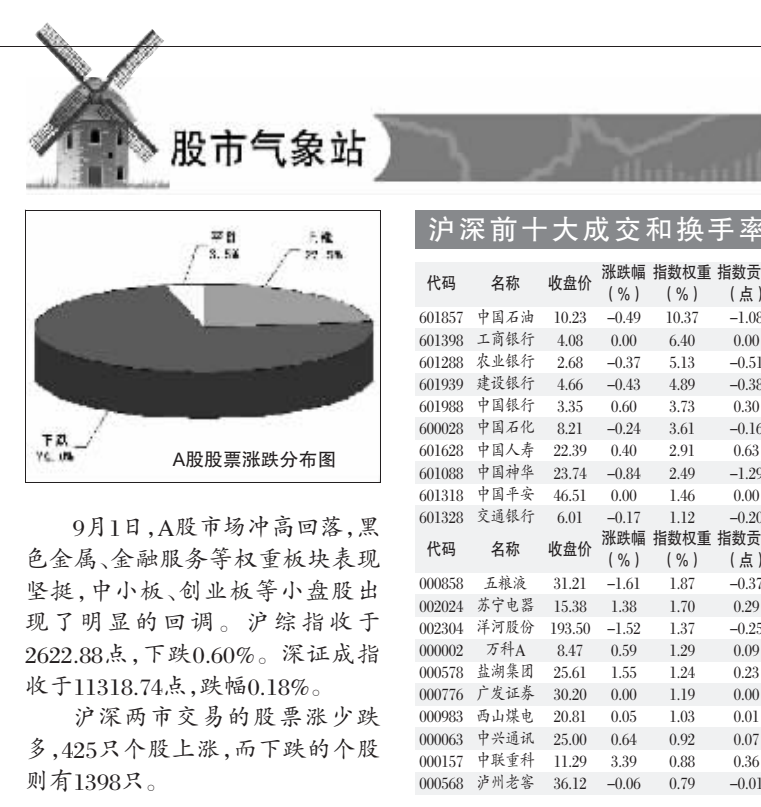 股市气象站
平盘
3.5%
上涨
22.5%
下跌
A股股票涨跌分布图
9月1日,A股市场冲高回落,黑
色金属、金融服务等权重板块表现
坚挺,中小板、创业板等小盘股出
现了明显的回调。沪综指收于
2622.88点,下跌0.60%。深证成指
收于11318.74点,跌幅0.18%。
沪深两市交易的股票涨少跌
多,425只个股上涨,而下跌的个股
则有1398只。
沪深前十大成交和换手率
代码 名称 收盘价 涨跌幅(%) 指数权重(%) 指数贡(点)
601857 中国石油 10.23 –0.49 10.37 –1.08
601398 工商银行 4.08 0.00 6.40 0.00
601288 农业银行 2.68 –0.37 5.13 –0.51
601939 建设银行 4.66 –0.43 4.89 –0.38
601988 中国银行 3.35 0.60 3.73 0.30
600028 中国石化 8.21 –0.24 3.61 –0.16
601628 中国人寿 22.39 0.40 2.91 0.63
601088 中国神华 23.74 –0.84 2.49 –1.29
601318 中国平安 46.51 0.00 1.46 0.00
601328 交通银行 6.01 –0.17 1.12 –0.20
代码 名称 收盘价 涨跌幅(%) 指数权重(%) 指数贡(点)
000858 五粮液 31.21 –1.61 1.87 –0.37
002024 苏宁电器 15.38 1.38 1.70 0.29
002304 洋河股份 193.50 –1.52 1.37 –0.25
000002 万科A 8.47 0.59 1.29 0.09
000578 盐湖集团 25.61 1.55 1.24 0.23
000776 广发证券 30.20 0.00 1.19 0.00
000983 西山煤电 20.81 0.05 1.03 0.01
000063 中兴通讯 25.00 0.64 0.92 0.07
000157 中联重科 11.29 3.39 0.88 0.36
000568 泸州老窖 36.12 –0.06 0.79 –0.01